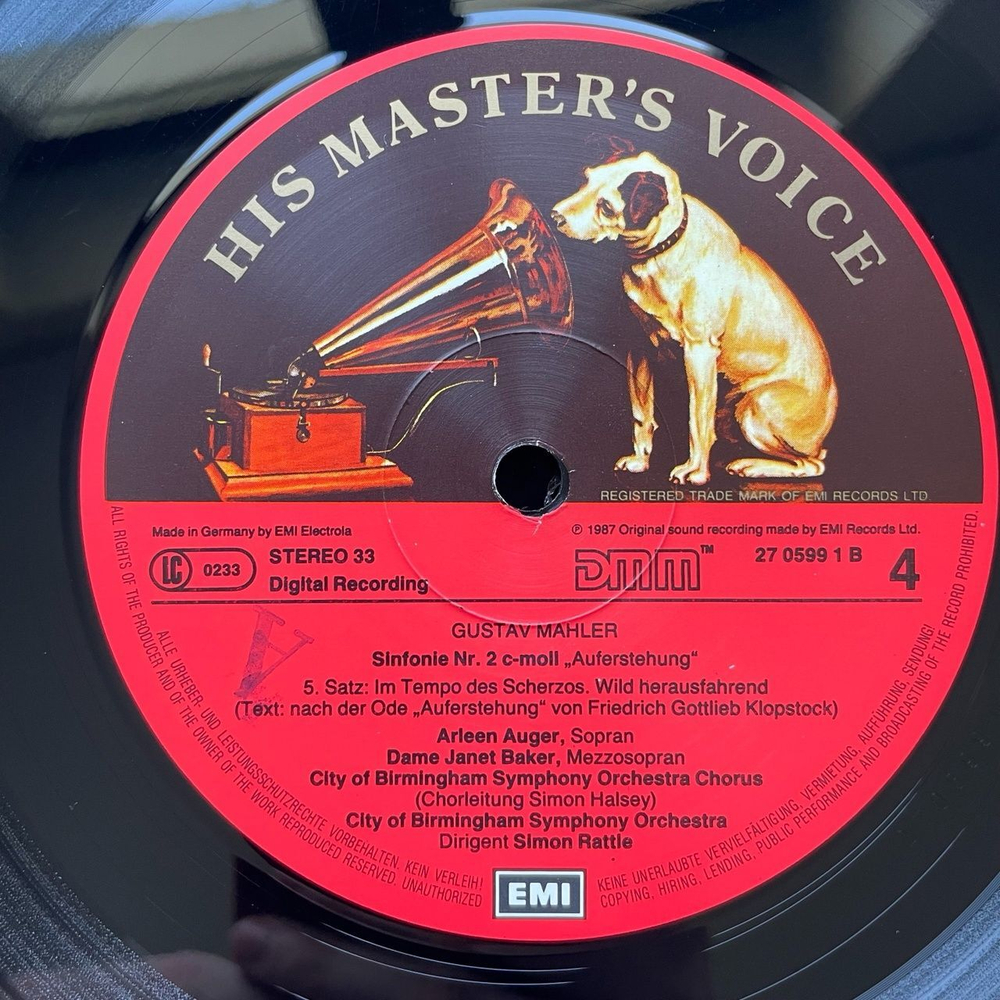 HIS MASTER'S VOICE
REGISTERED TRADE MARK OF EMI RECORDS LTD
Made in Germany by EMI Electrola
℗ 1987 Original sound recording made by EMI Records Ltd.
LC 0233
STEREO 33
Digital Recording
DMM™
27 0599 1 B
4
GUSTAV MAHLER
Sinfonie Nr. 2 c-moll „Auferstehung“
5. Satz: Im Tempo des Scherzos. Wild herausfahrend
(Text: nach der Ode „Auferstehung“ von Friedrich Gottlieb Klopstock)
Arleen Auger, Sopran
Dame Janet Baker, Mezzosopran
City of Birmingham Symphony Orchestra Chorus
(Chorleitung Simon Halsey)
City of Birmingham Symphony Orchestra
Dirigent Simon Rattle
EMI
A
ALLE URHEBER- UND LEISTUNGSSCHUTZRECHTE VORBEHALTEN. KEIN VERLEIH! KEINE UNERLAUBTE VERVIELFÄLTIGUNG, VERMIETUNG, AUFFÜHRUNG, SENDUNG!
ALL RIGHTS OF THE PRODUCER AND OF THE OWNER OF THE WORK REPRODUCED RESERVED. UNAUTHORIZED COPYING, HIRING, LENDING, PUBLIC PERFORMANCE AND BROADCASTING OF THE RECORD PROHIBITED.